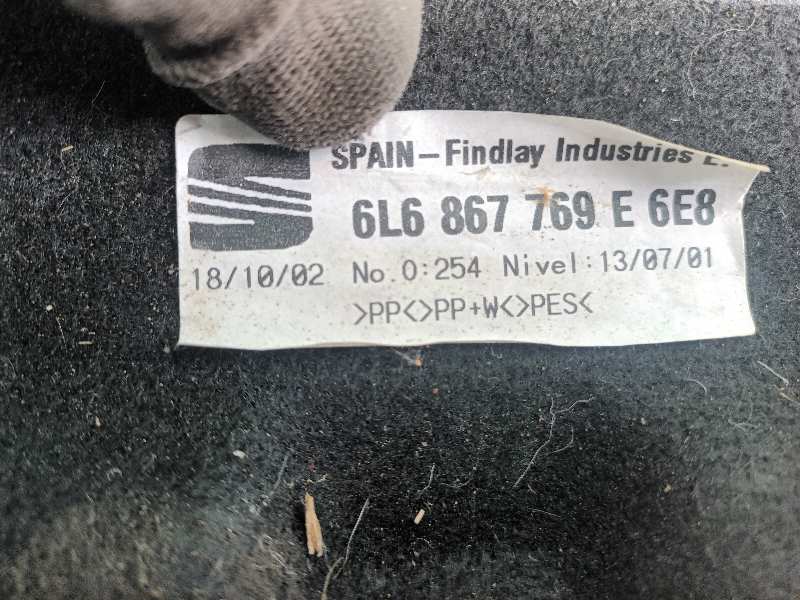 SPAIN-Findlay Industries E.
6L6 867 769 E 6E8
18/10/02 No.0:254 Nivel:13/07/01
>PP<>PP+W<>PES<